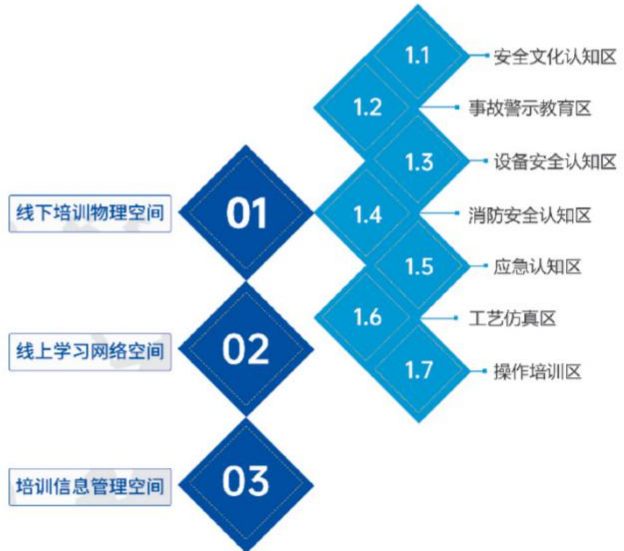 线下培训物理空间
01
1.1
安全文化认知区
1.2
事故警示教育区
1.3
设备安全认知区
1.4
消防安全认知区
1.5
应急认知区
1.6
工艺仿真区
1.7
操作培训区
线上学习网络空间
02
培训信息管理空间
03